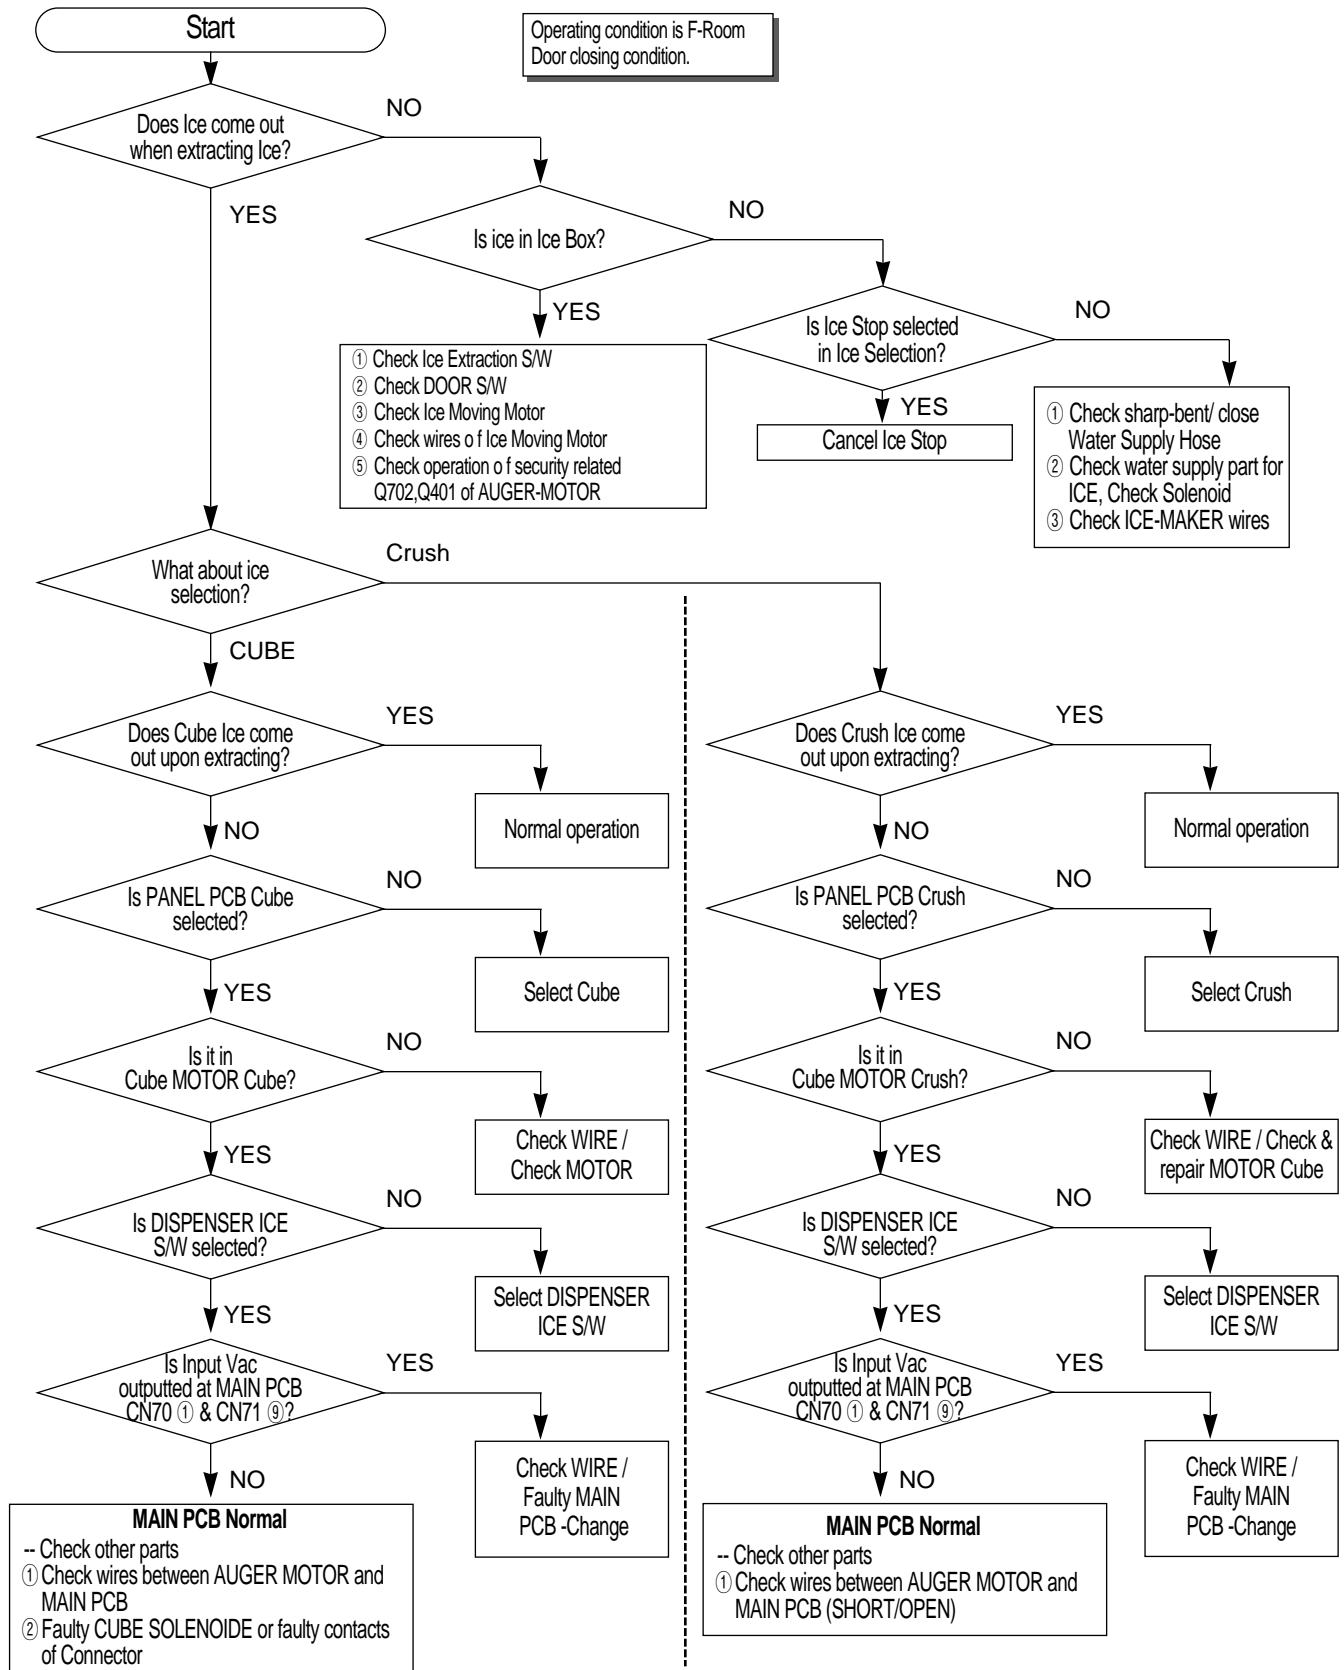 Start
Operating condition is F-Room
Door closing condition.
Does Ice come out
when extracting Ice?
NO
YES
Is ice in Ice Box?
NO
YES
① Check Ice Extraction S/W
② Check DOOR S/W
③ Check Ice Moving Motor
④ Check wires o f Ice Moving Motor
⑤ Check operation o f security related
Q702,Q401 of AUGER-MOTOR
Is Ice Stop selected
in Ice Selection?
NO
YES
Cancel Ice Stop
① Check sharp-bent/ close
Water Supply Hose
② Check water supply part for
ICE, Check Solenoid
③ Check ICE-MAKER wires
What about ice
selection?
Crush
CUBE
Does Cube Ice come
out upon extracting?
YES
Normal operation
NO
Is PANEL PCB Cube
selected?
NO
Select Cube
YES
Is it in
Cube MOTOR Cube?
NO
Check WIRE /
Check MOTOR
YES
Is DISPENSER ICE
S/W selected?
NO
Select DISPENSER
ICE S/W
YES
Is Input Vac
outputted at MAIN PCB
CN70 ① & CN71 ⑨?
YES
Check WIRE /
Faulty MAIN
PCB -Change
NO
MAIN PCB Normal
-- Check other parts
① Check wires between AUGER MOTOR and
MAIN PCB
② Faulty CUBE SOLENOIDE or faulty contacts
of Connector
Does Crush Ice come
out upon extracting?
YES
Normal operation
NO
Is PANEL PCB Crush
selected?
NO
Select Crush
YES
Is it in
Cube MOTOR Crush?
NO
Check WIRE / Check &
repair MOTOR Cube
YES
Is DISPENSER ICE
S/W selected?
NO
Select DISPENSER
ICE S/W
YES
Is Input Vac
outputted at MAIN PCB
CN70 ① & CN71 ⑨?
YES
Check WIRE /
Faulty MAIN
PCB -Change
NO
MAIN PCB Normal
-- Check other parts
① Check wires between AUGER MOTOR and
MAIN PCB (SHORT/OPEN)